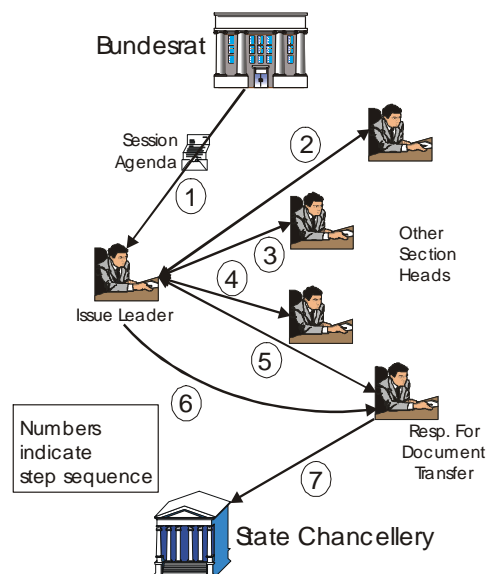 Bundesrat
Session
Agenda
1
2
3
Other
Section
Heads
4
Issue Leader
5
6
Numbers
indicate
step sequence
Resp. For
Document
Transfer
7
State Chancellery